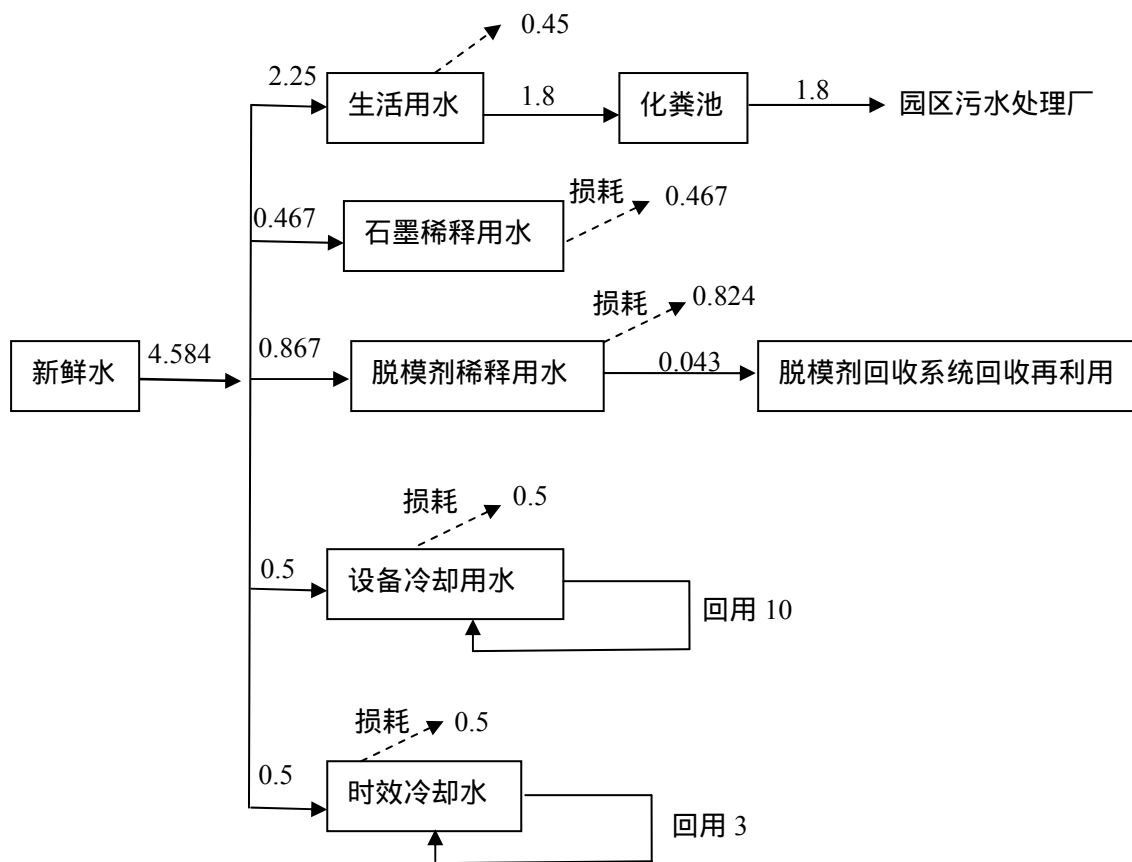 0.45
2.25
生活用水
1.8
化粪池
1.8
园区污水处理厂
损耗
0.467
0.467
石墨稀释用水
损耗
0.824
新鲜水
4.584
0.867
脱模剂稀释用水
0.043
脱模剂回收系统回收再利用
损耗
0.5
0.5
设备冷却用水
回用 10
损耗
0.5
0.5
时效冷却水
回用 3